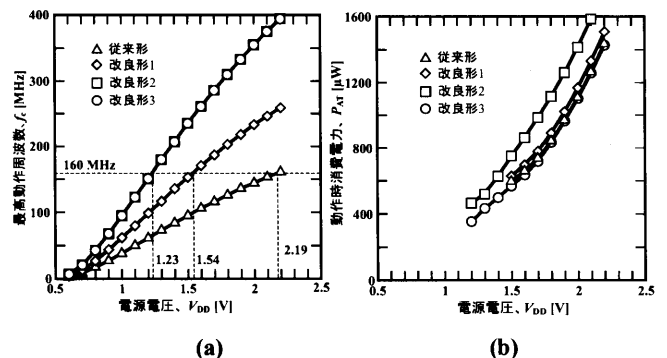 400
300
200
100
0
0.5
1
1.5
2
2.5
最高動作周波数、fc [MHz]
電源電圧、VDD [V]
従来形
改良形1
改良形2
改良形3
160 MHz
1.23
1.54
2.19
(a)
1600
1200
800
400
0
0.5
1
1.5
2
2.5
動作時消費電力、PAT [μW]
電源電圧、VDD [V]
従来形
改良形1
改良形2
改良形3
(b)